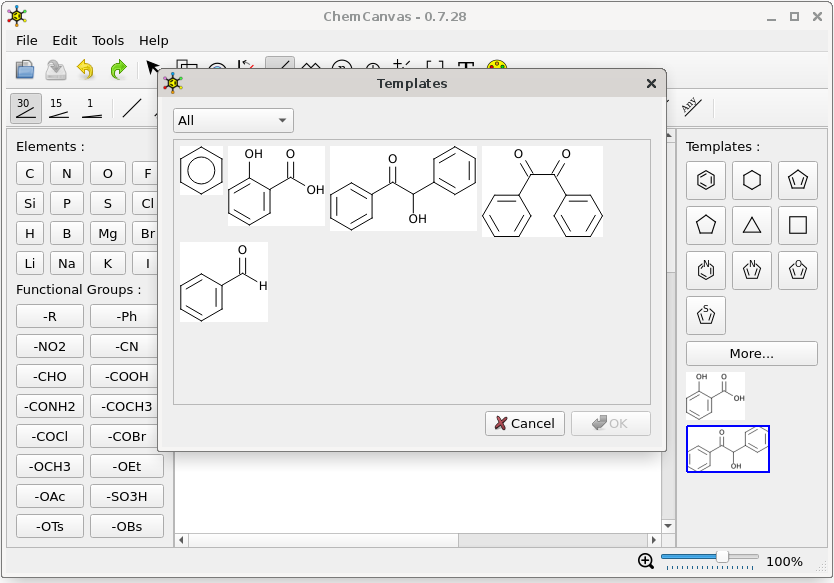 ChemCanvas - 0.7.28
File Edit Tools Help
Templates
30 15 1
Any
All
Elements :
C N O F
Si P S Cl
H B Mg Br
Li Na K I
Functional Groups :
-R -Ph
-NO2 -CN
-CHO -COOH
-CONH2 -COCH3
-COCl -COBr
-OCH3 -OEt
-OAc -SO3H
-OTs -OBs
OH O OH
O OH
O O
O H
Cancel OK
Templates :
N N O
S
More...
OH O OH
O OH
100%